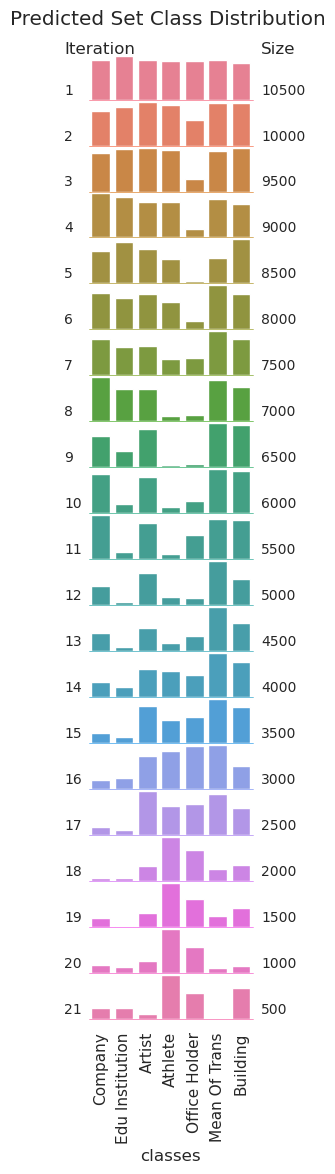 Predicted Set Class Distribution
Iteration Size
1 10500
2 10000
3 9500
4 9000
5 8500
6 8000
7 7500
8 7000
9 6500
10 6000
11 5500
12 5000
13 4500
14 4000
15 3500
16 3000
17 2500
18 2000
19 1500
20 1000
21 500
Company
Edu Institution
Artist
Athlete
Office Holder
Mean Of Trans
Building
classes